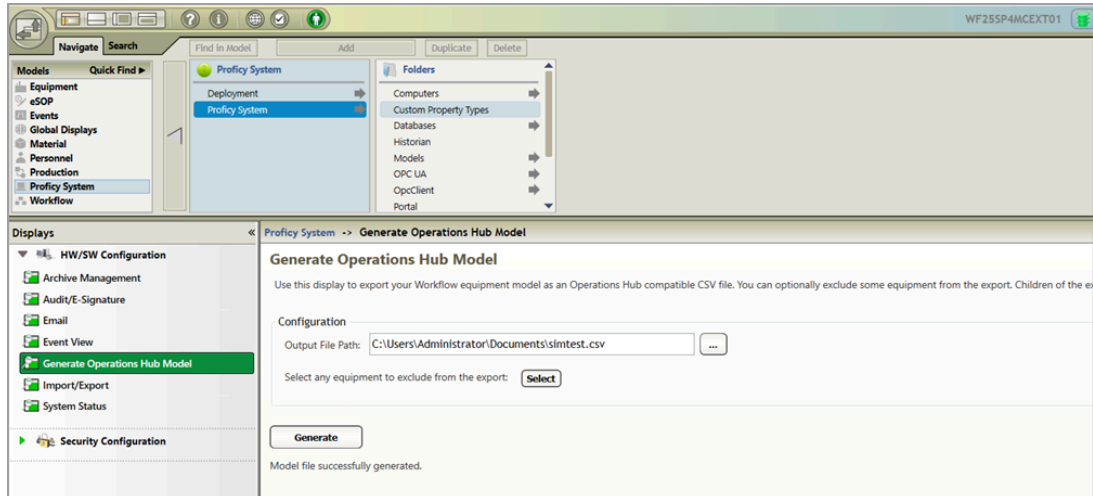 WF25SP4MCEXT01
Navigate Search
Find In Model Add Duplicate Delete
Models Quick Find
Equipment
eSOP
Events
Global Displays
Material
Personnel
Production
Proficy System
Workflow
Proficy System
Deployment
Proficy System
Folders
Computers
Custom Property Types
Databases
Historian
Models
OPC UA
OpcClient
Portal
Displays
HW/SW Configuration
Archive Management
Audit/E-Signature
Email
Event View
Generate Operations Hub Model
Import/Export
System Status
Security Configuration
Proficy System -> Generate Operations Hub Model
Generate Operations Hub Model
Use this display to export your Workflow equipment model as an Operations Hub compatible CSV file. You can optionally exclude some equipment from the export. Children of the e
Configuration
Output File Path: C:\Users\Administrator\Documents\simtest.csv ...
Select any equipment to exclude from the export: Select
Generate
Model file successfully generated.